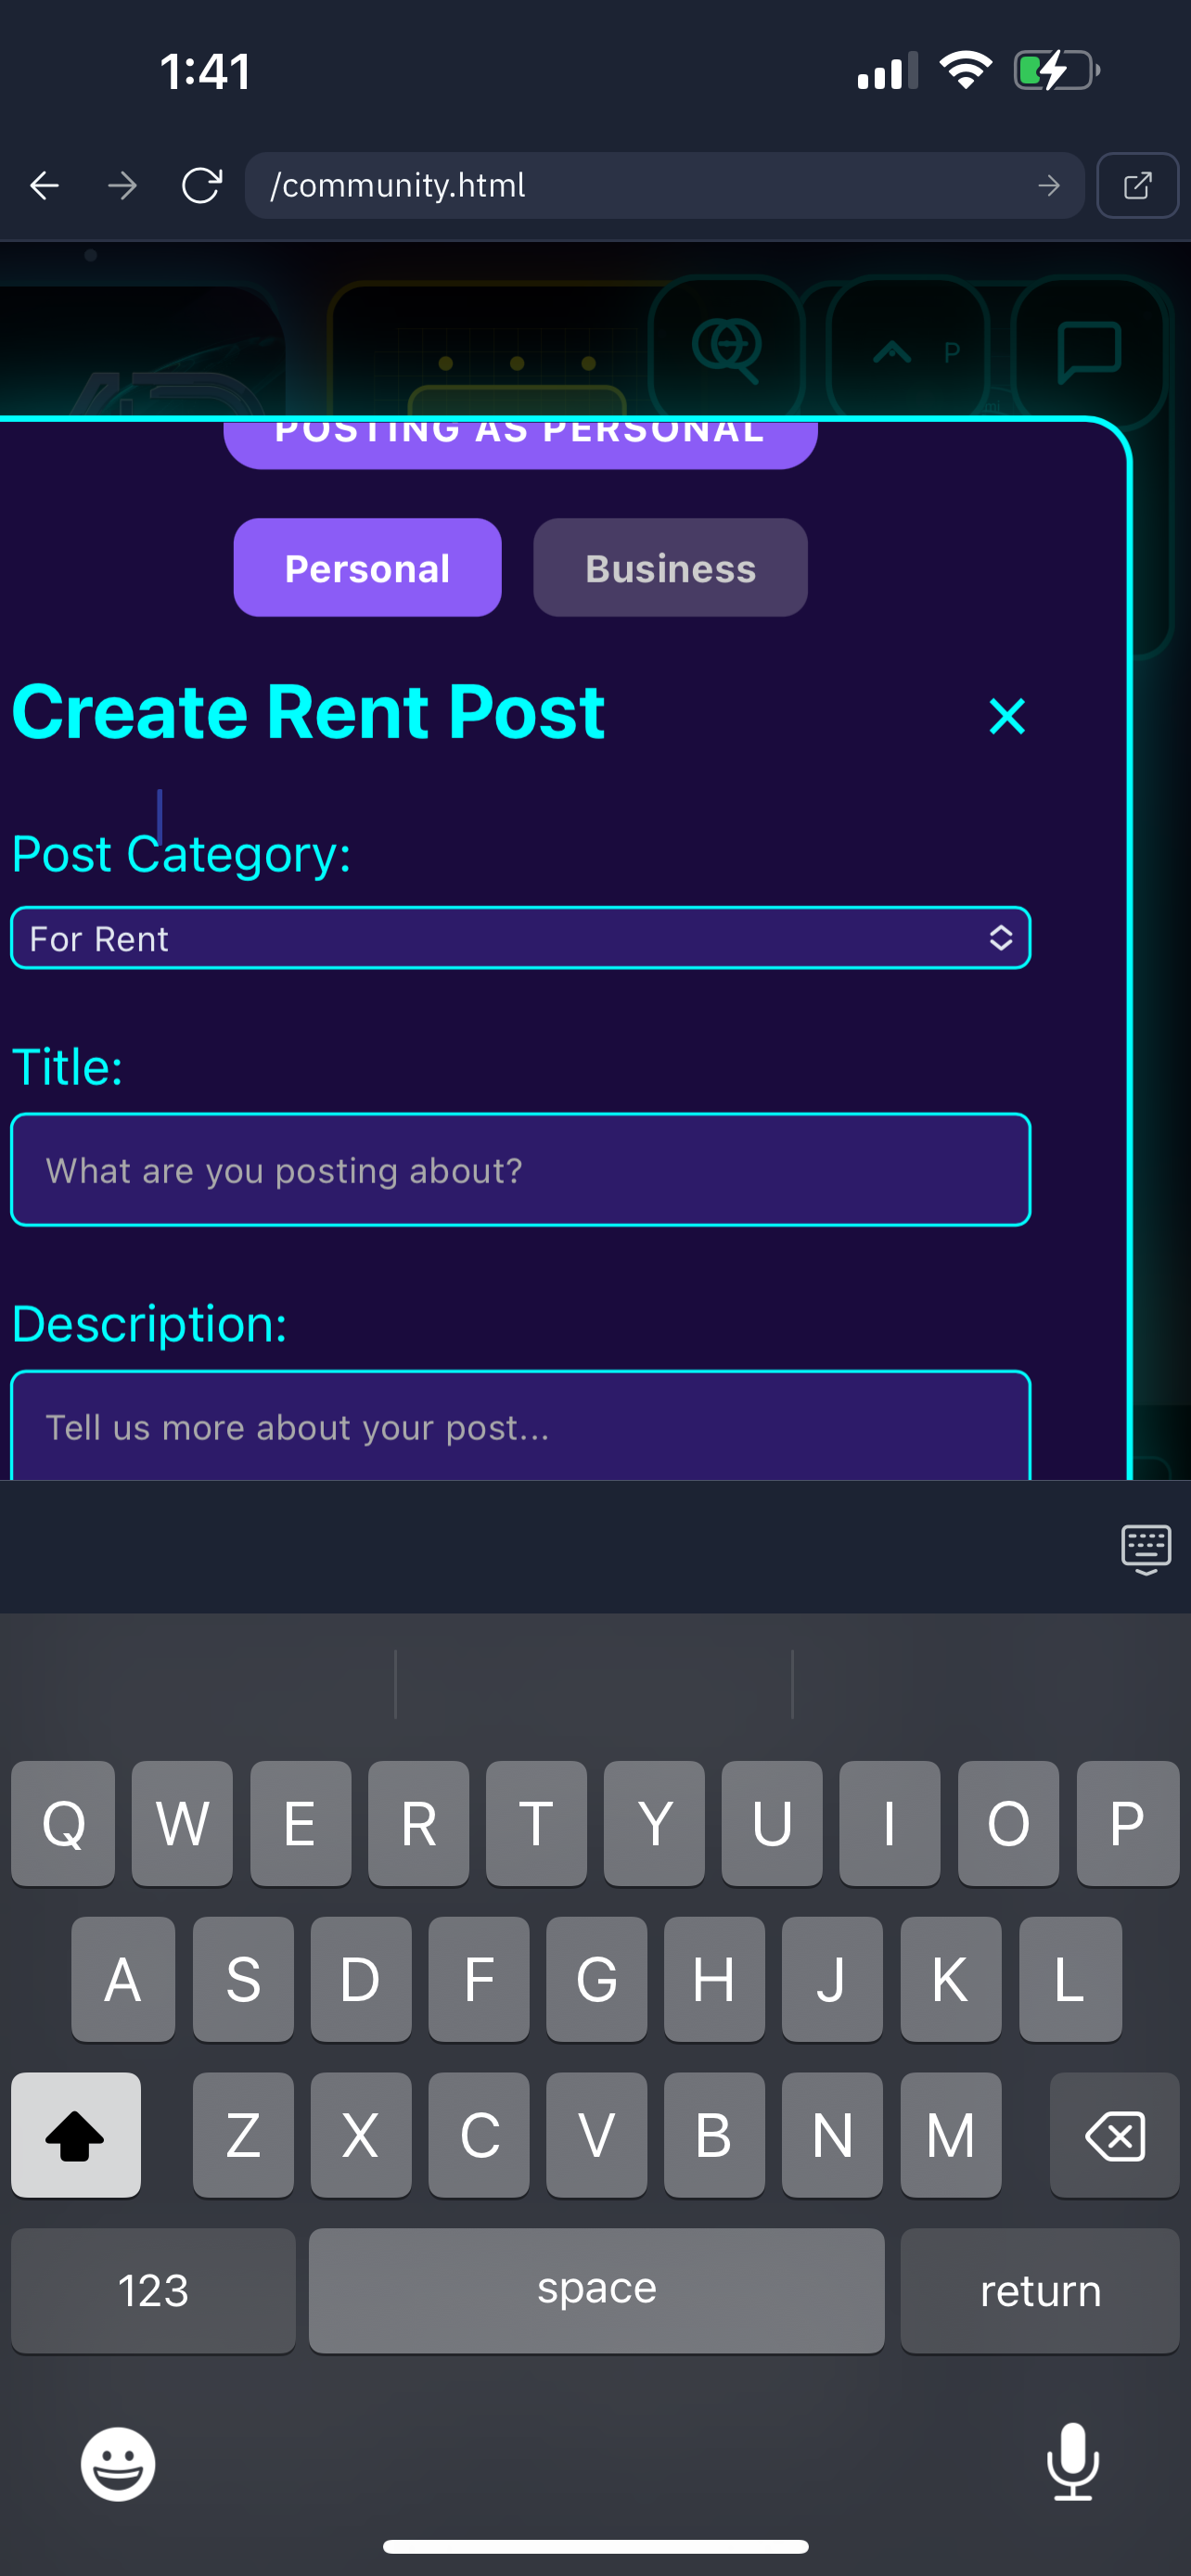 1:41
/community.html
P
POSTING AS PERSONAL
Personal Business
Create Rent Post
Post Category:
For Rent
Title:
What are you posting about?
Description:
Tell us more about your post...
Q W E R T Y U I O P
A S D F G H J K L
Z X C V B N M
123 space return